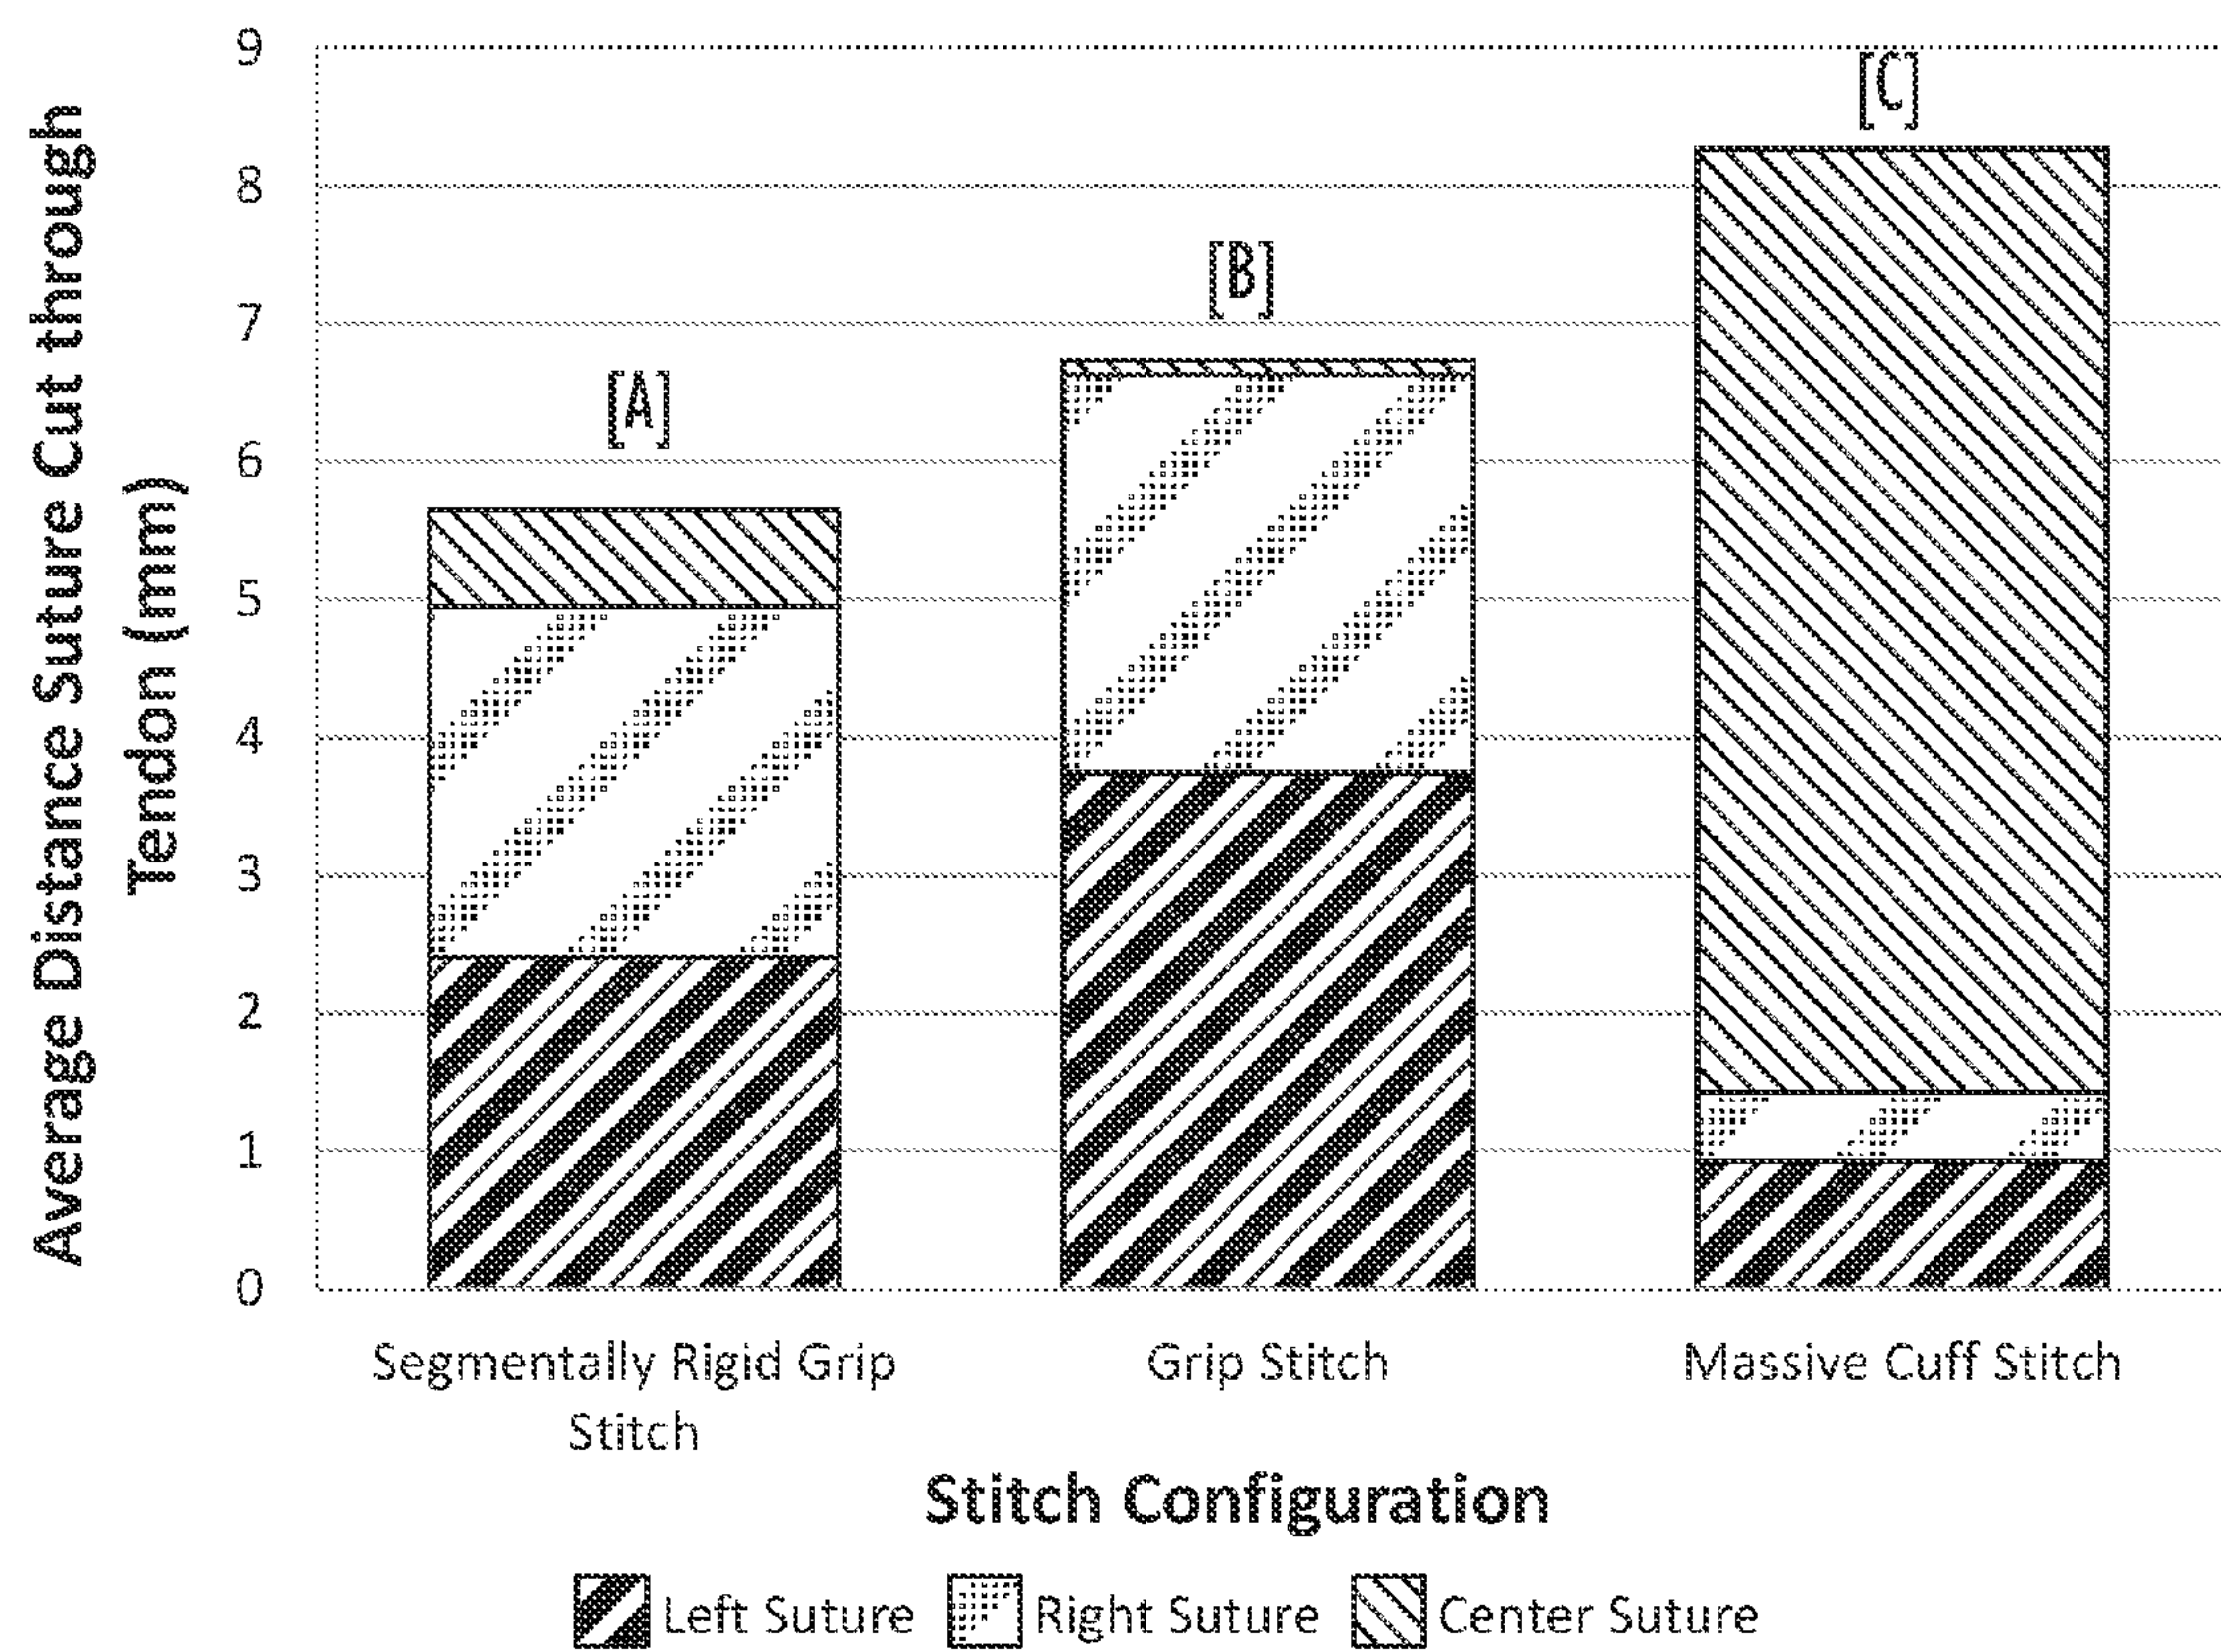 Average Distance Suture Cut through
Tendon (mm)
9
8
7
6
5
4
3
2
1
0
[A]
[B]
[C]
Segmentally Rigid Grip
Stitch
Grip Stitch
Massive Cuff Stitch
Stitch Configuration
Left Suture
Right Suture
Center Suture